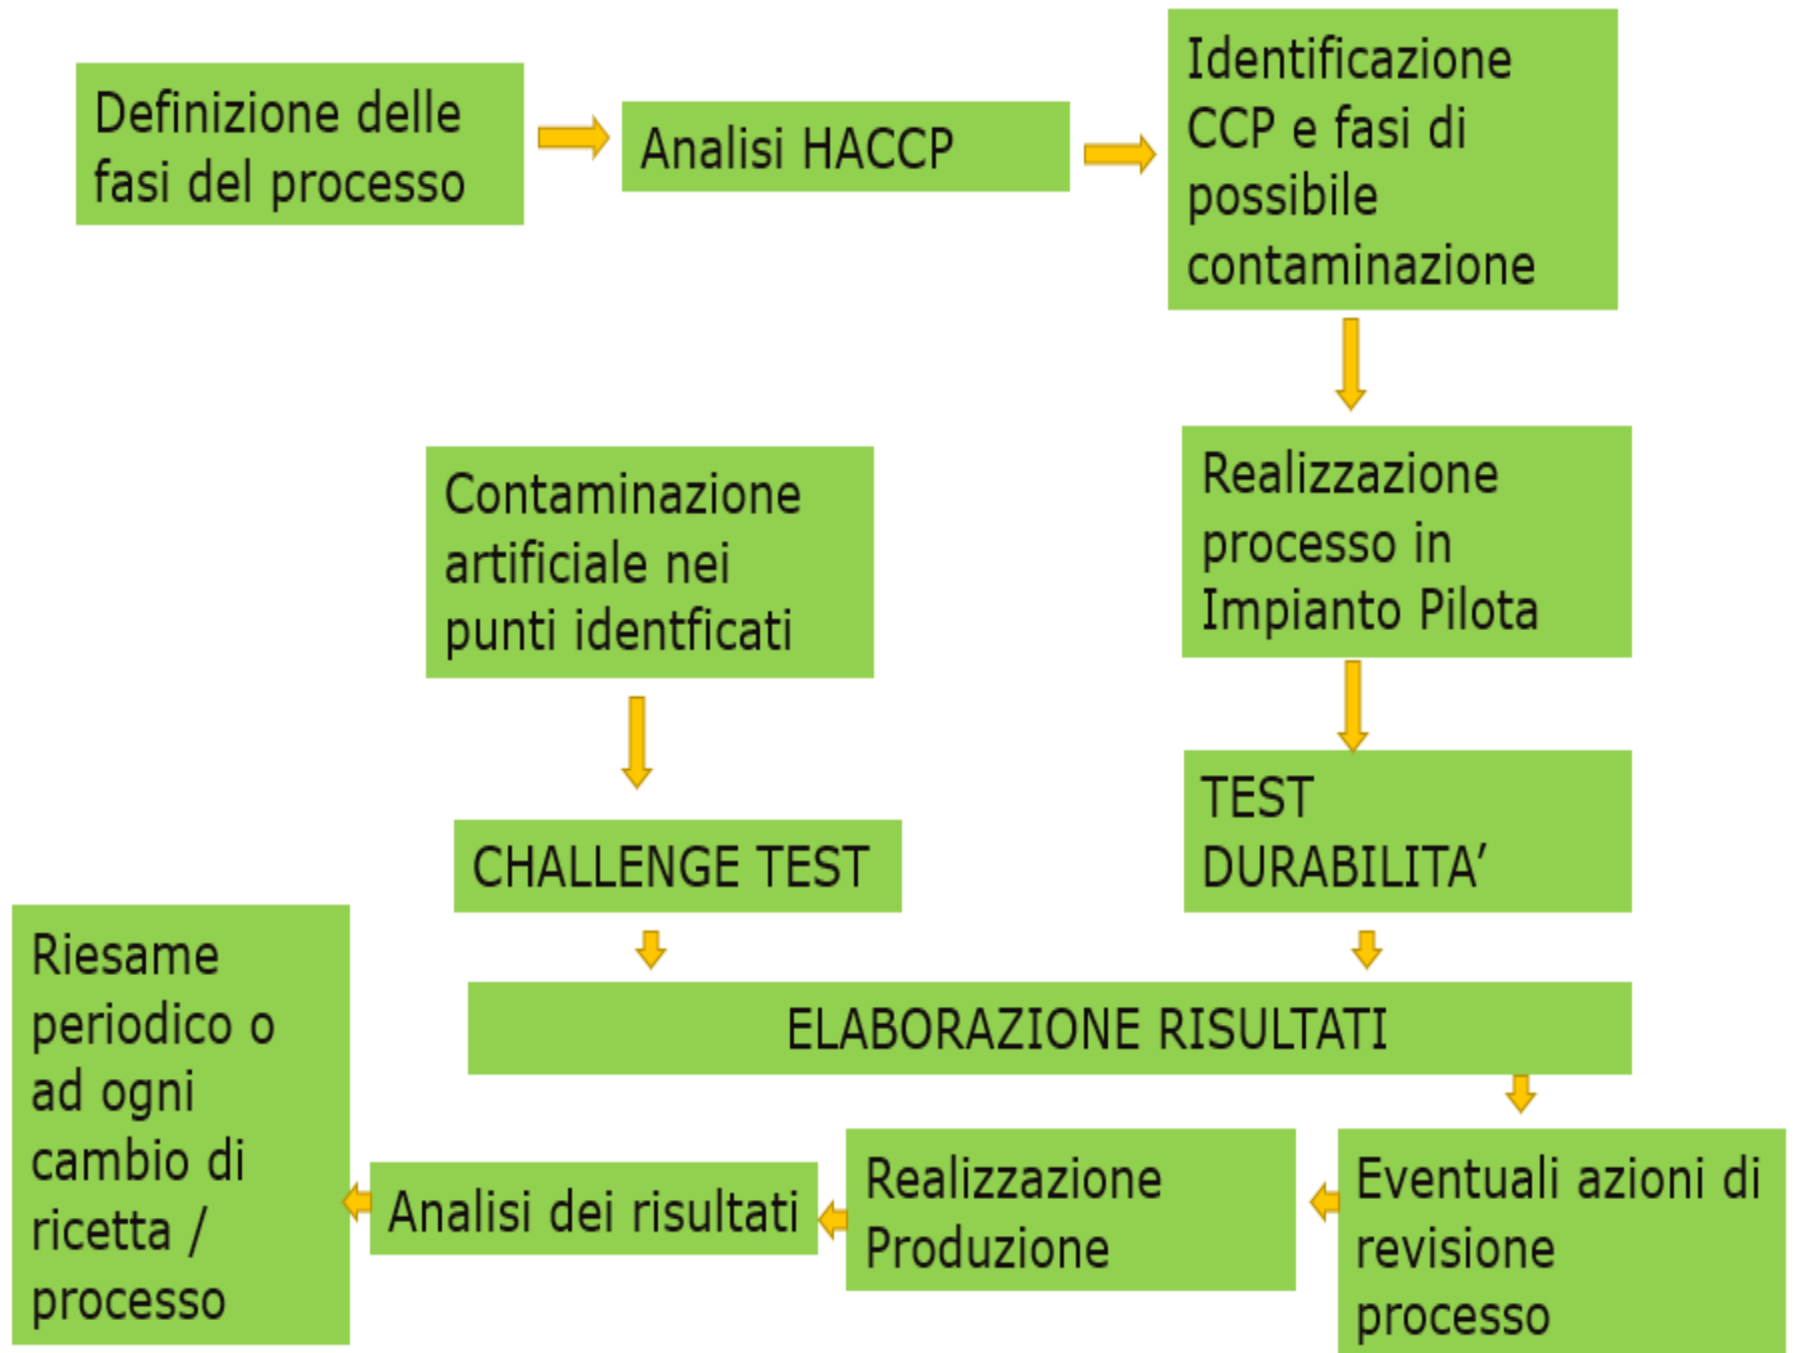 Definizione delle
fasi del processo
Analisi HACCP
Identificazione
CCP e fasi di
possibile
contaminazione
Contaminazione
artificiale nei
punti identficati
Realizzazione
processo in
Impianto Pilota
CHALLENGE TEST
TEST
DURABILITA’
ELABORAZIONE RISULTATI
Eventuali azioni di
revisione
processo
Realizzazione
Produzione
Analisi dei risultati
Riesame
periodico o
ad ogni
cambio di
ricetta /
processo